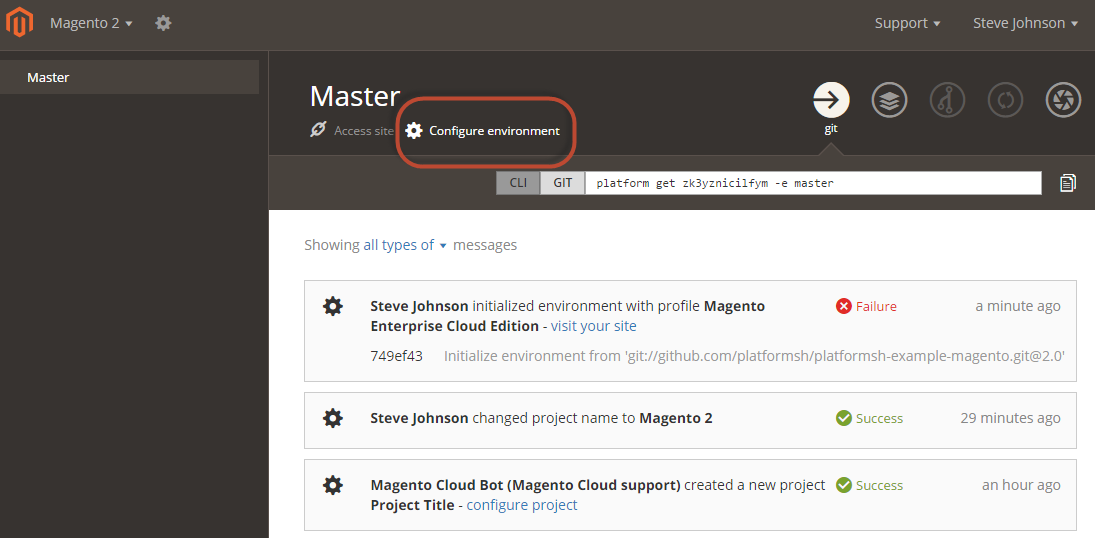 Magento 2
Support
Steve Johnson
Master
Master
Access site
Configure environment
git
CLI
GIT
platform get zk3yznicilfym -e master
Showing all types of messages
Steve Johnson initialized environment with profile Magento
Enterprise Cloud Edition - visit your site
Failure
a minute ago
749ef43
Initialize environment from 'git://github.com/platformsh/platformsh-example-magento.git@2.0'
Steve Johnson changed project name to Magento 2
Success
29 minutes ago
Magento Cloud Bot (Magento Cloud support) created a new project
Project Title - configure project
Success
an hour ago